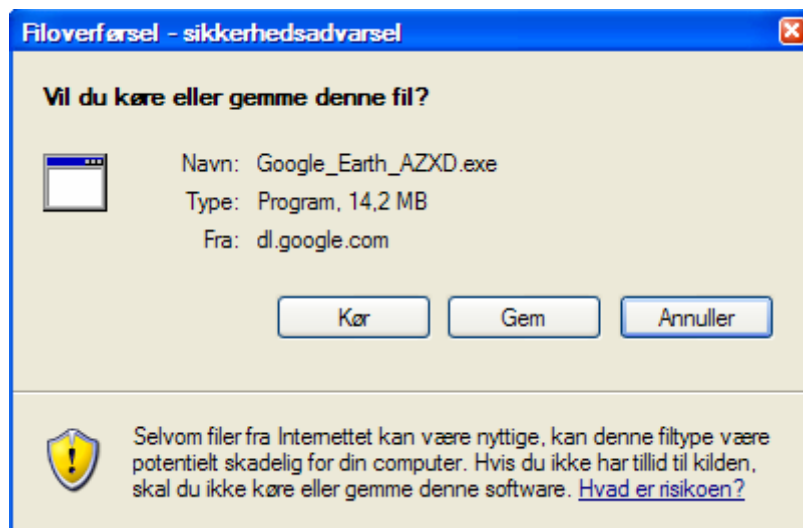 Filoverførsel - sikkerhedsadvarsel
Vil du køre eller gemme denne fil?
Navn: Google_Earth_AZXD.exe
Type: Program, 14,2 MB
Fra: dl.google.com
Kør Gem Annuller
Selvom filer fra Internettet kan være nyttige, kan denne filtype være
potentielt skadelig for din computer. Hvis du ikke har tillid til kilden,
skal du ikke køre eller gemme denne software. Hvad er risikoen?